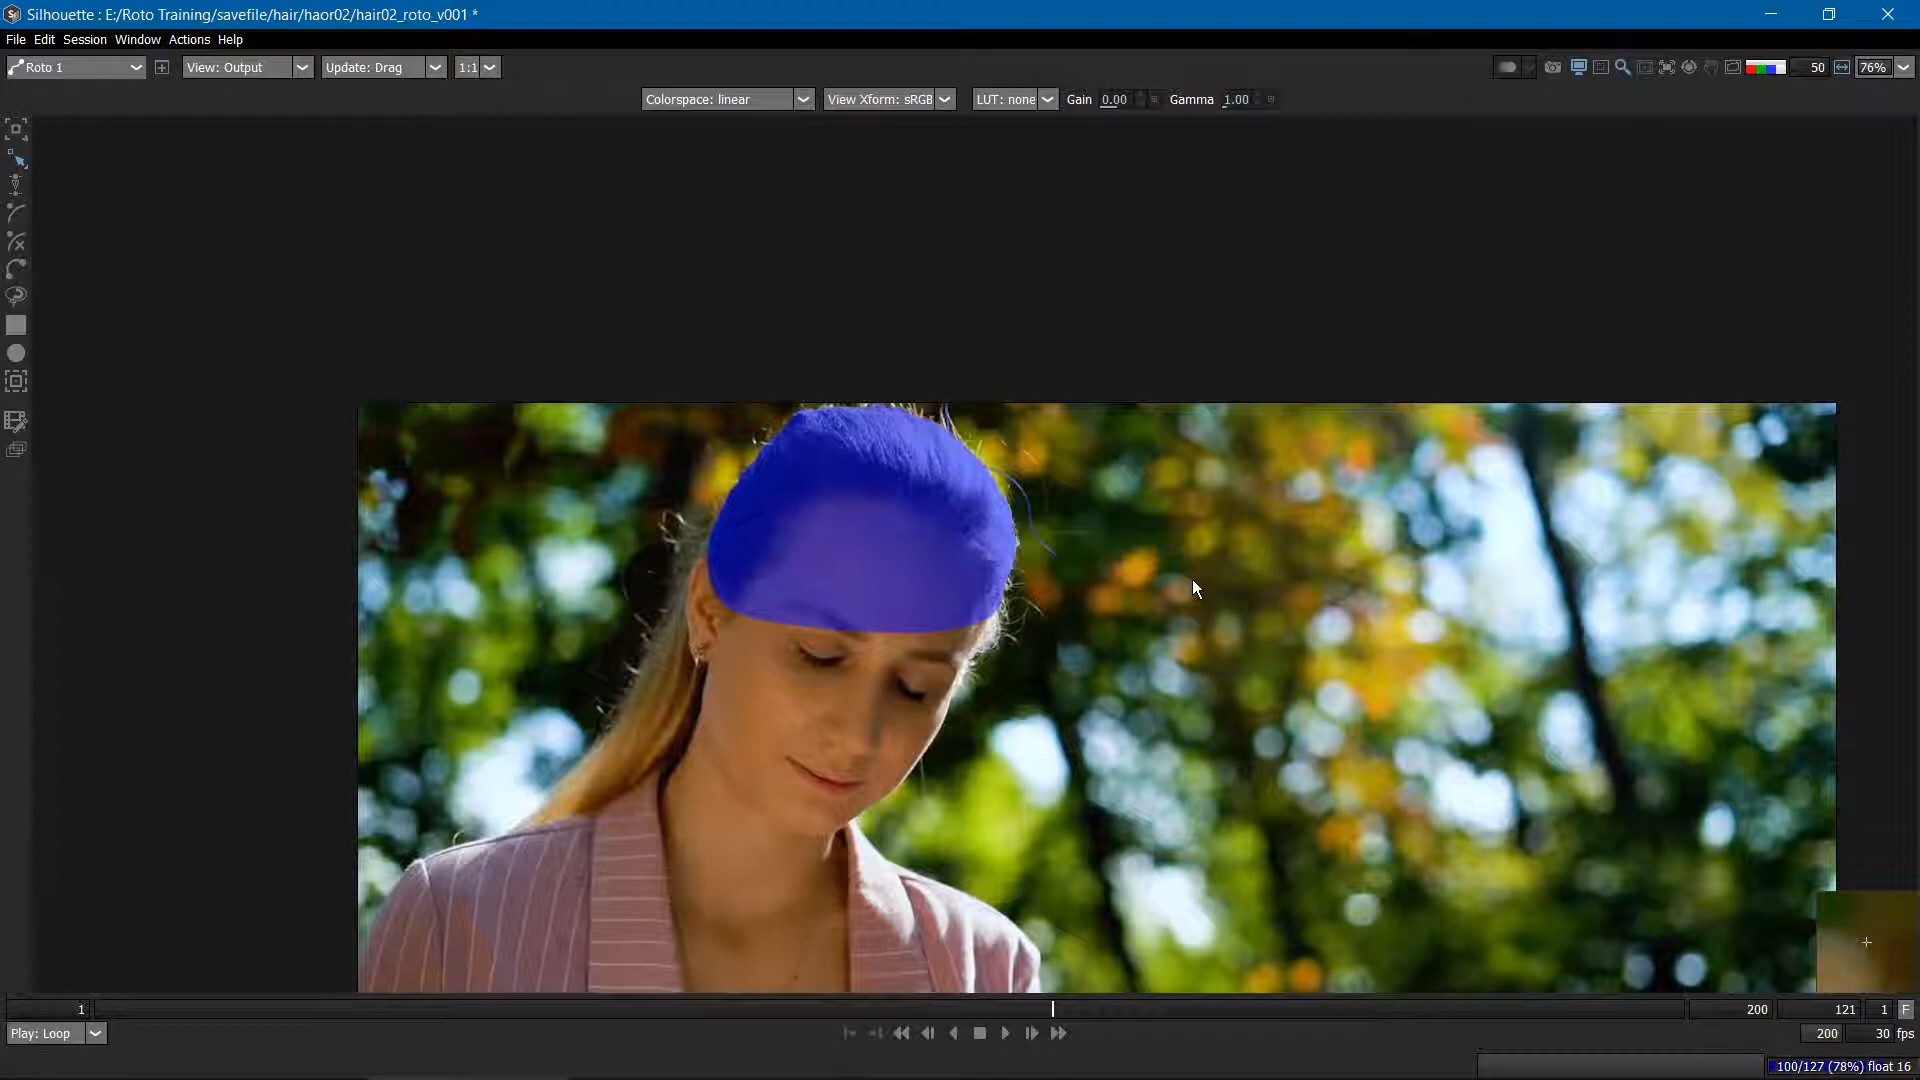 Silhouette : E:/Roto Training/savefile/hair/haor02/hair02_roto_v001 *
File Edit Session Window Actions Help
Roto 1 View: Output Update: Drag 1:1 50 76%
Colorspace: linear View Xform: sRGB LUT: none Gain 0.00 Gamma 1.00
1 200 121 1 F
Play: Loop 200 30 fps
100/127 (78%) float 16